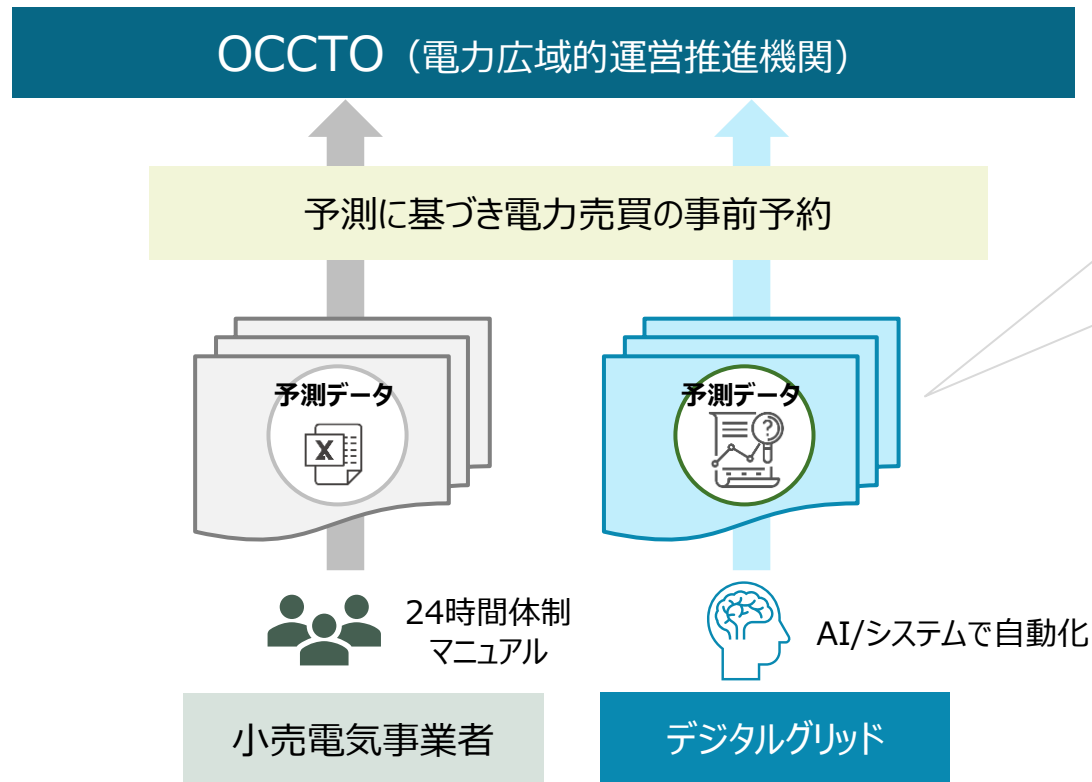 OCCTO（電力広域的運営推進機関）
予測に基づき電力売買の事前予約
予測データ
X
予測データ
?
24時間体制
マニュアル
AI/システムで自動化
小売電気事業者
デジタルグリッド